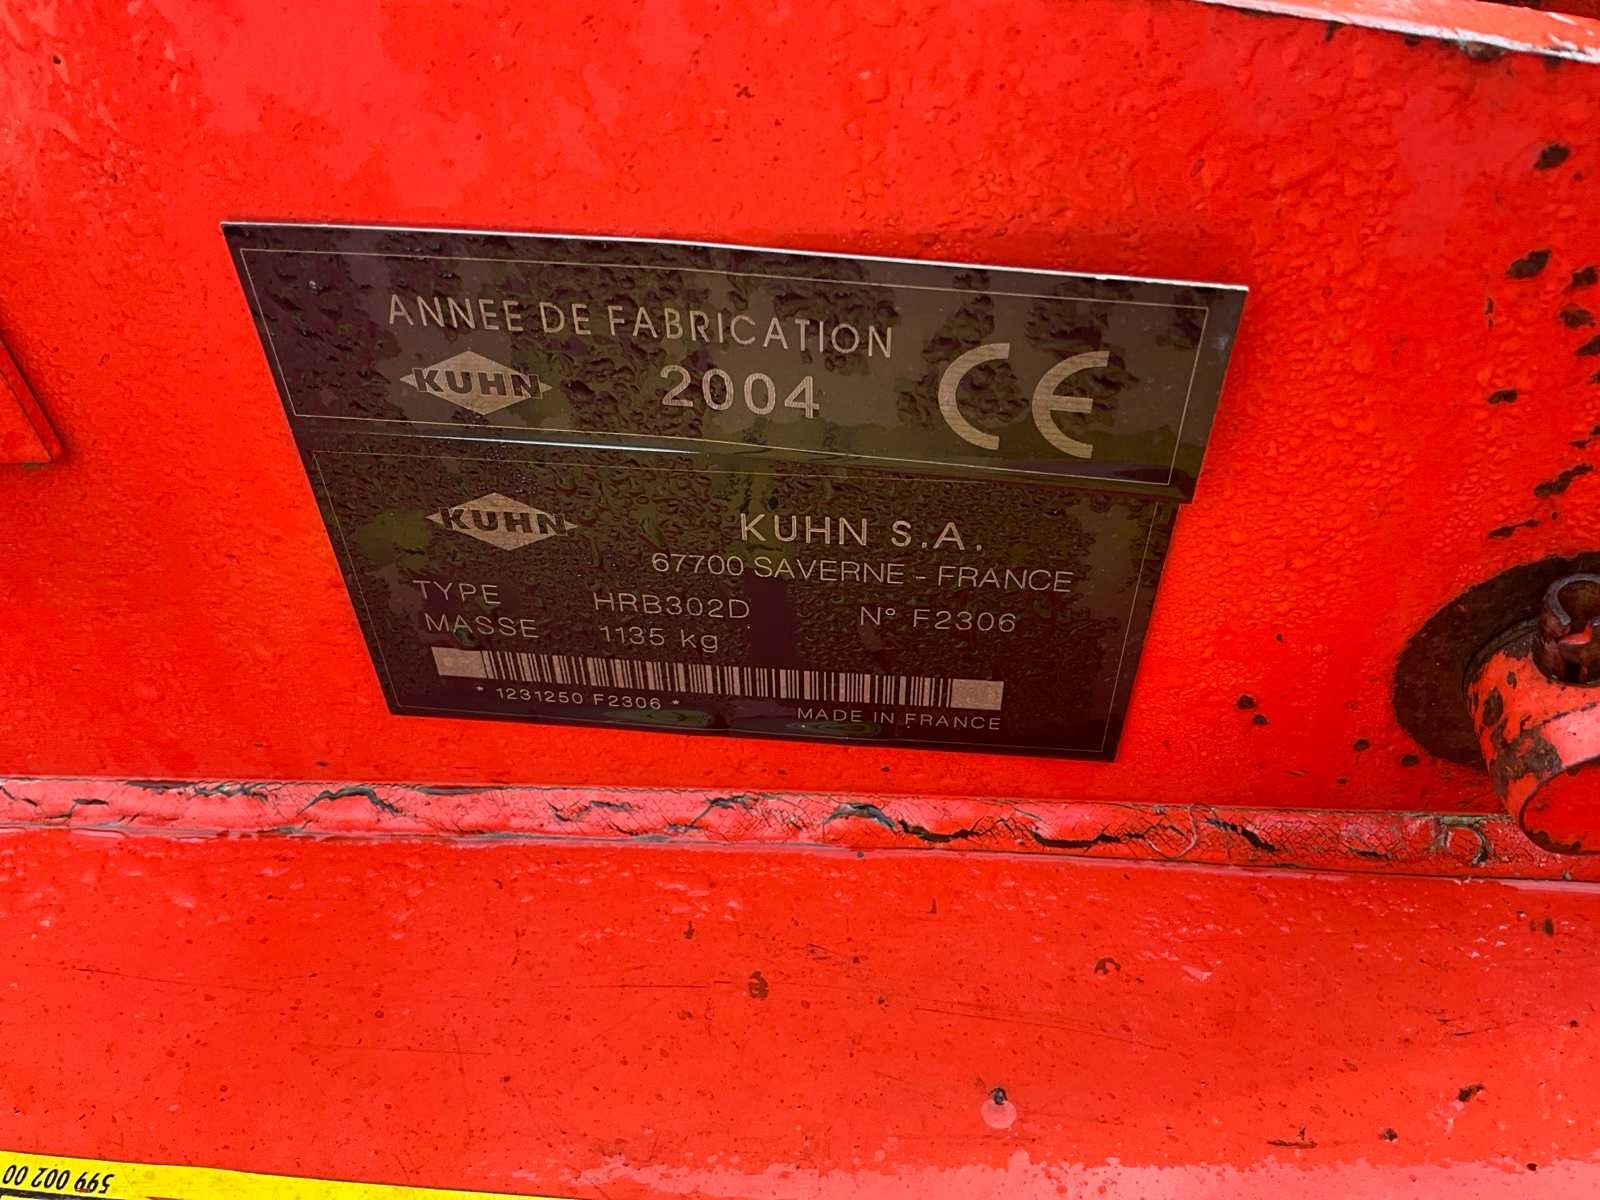 ANNEE DE FABRICATION
KUHN 2004 CE
KUHN KUHN S.A.
67700 SAVERNE - FRANCE
TYPE HRB302D N° F2306
MASSE 1135 kg
* 1231250 F2306 *
MADE IN FRANCE
599 002 00